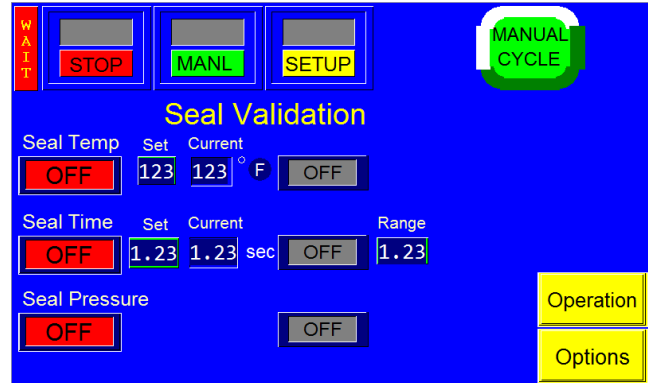 WAIT
STOP MANL SETUP
MANUAL
CYCLE
Seal Validation
Seal Temp Set Current
OFF 123 123 ° F OFF
Seal Time Set Current Range
OFF 1.23 1.23 sec OFF 1.23
Seal Pressure
OFF OFF
Operation
Options